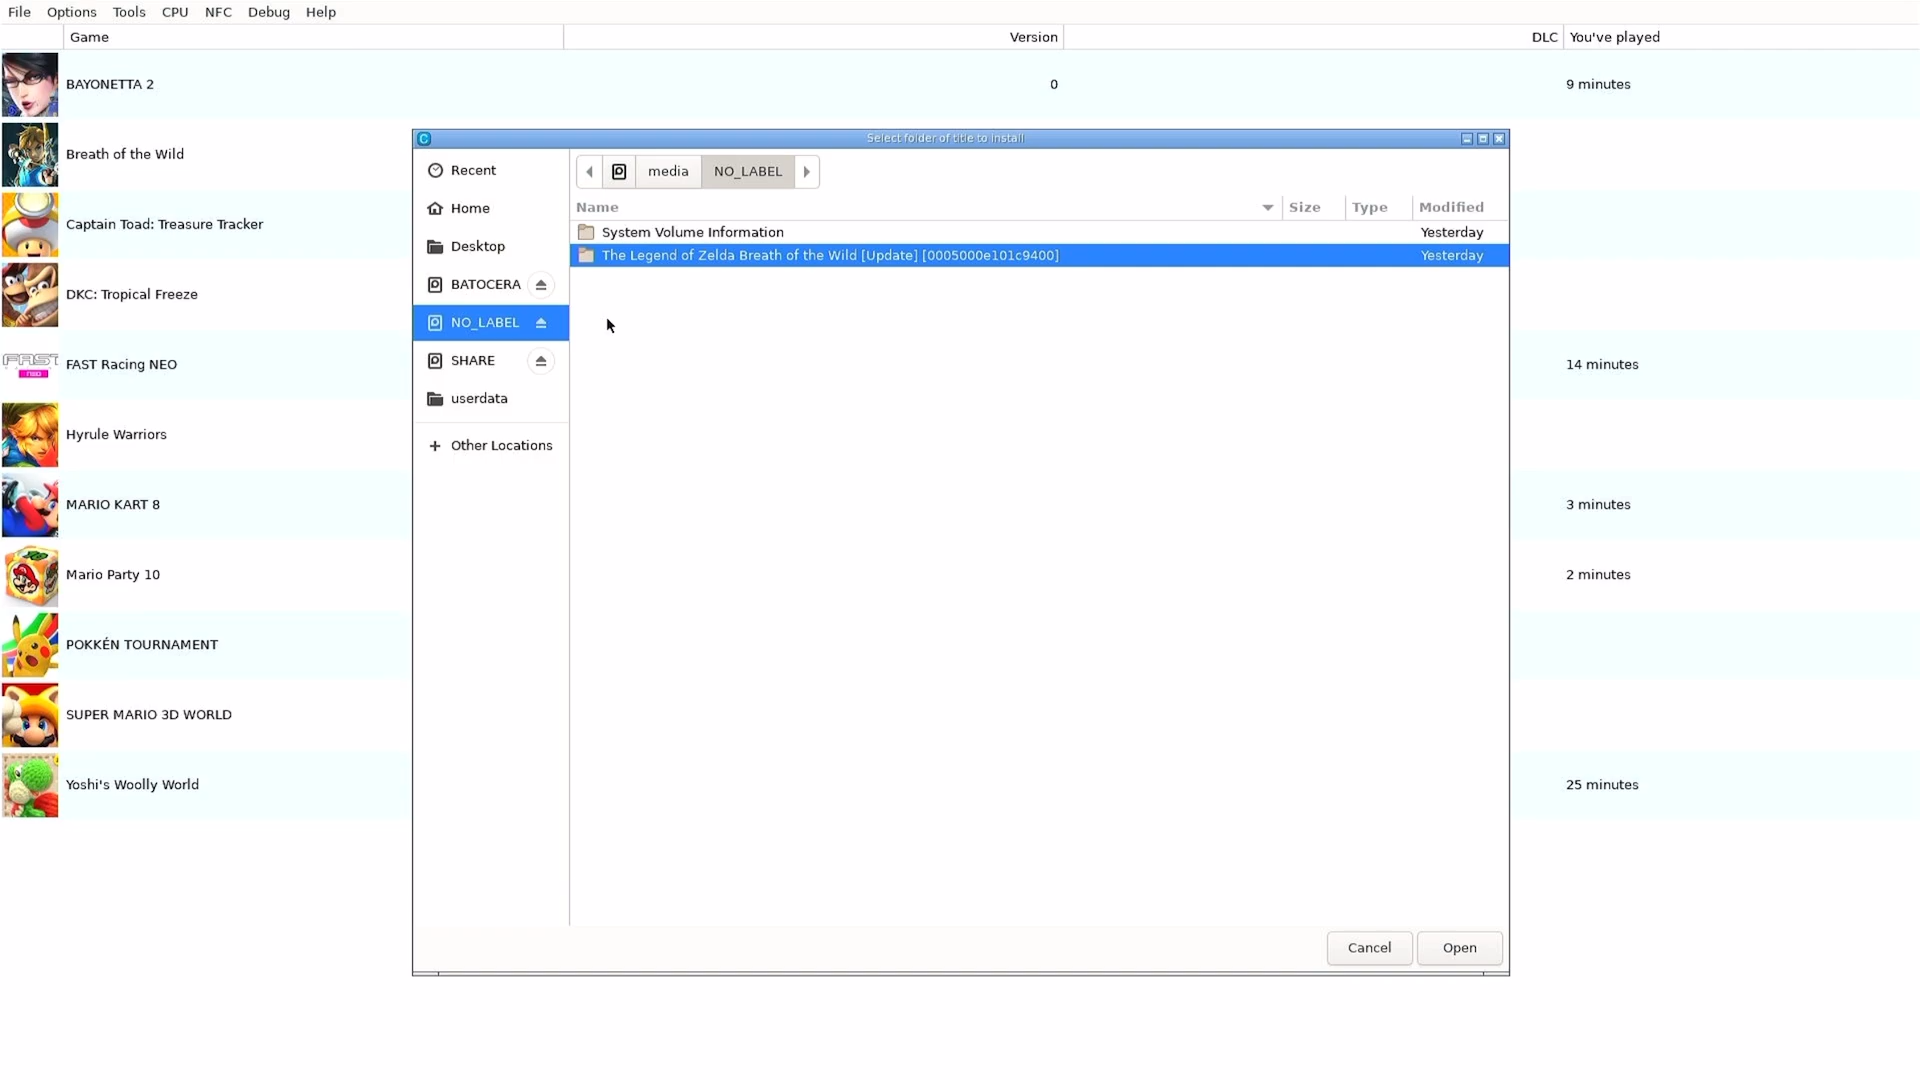 File Options Tools CPU NFC Debug Help
Game Version DLC You've played
BAYONETTA 2 0 9 minutes
Breath of the Wild
Captain Toad: Treasure Tracker
DKC: Tropical Freeze
FAST Racing NEO 14 minutes
Hyrule Warriors
MARIO KART 8 3 minutes
Mario Party 10 2 minutes
POKKÉN TOURNAMENT
SUPER MARIO 3D WORLD
Yoshi's Woolly World 25 minutes
FAST
NEO
Select folder of title to install
Recent
Home
Desktop
BATOCERA
NO_LABEL
SHARE
userdata
Other Locations
media NO_LABEL
Name Size Type Modified
System Volume Information Yesterday
The Legend of Zelda Breath of the Wild [Update] [0005000e101c9400] Yesterday
Cancel Open